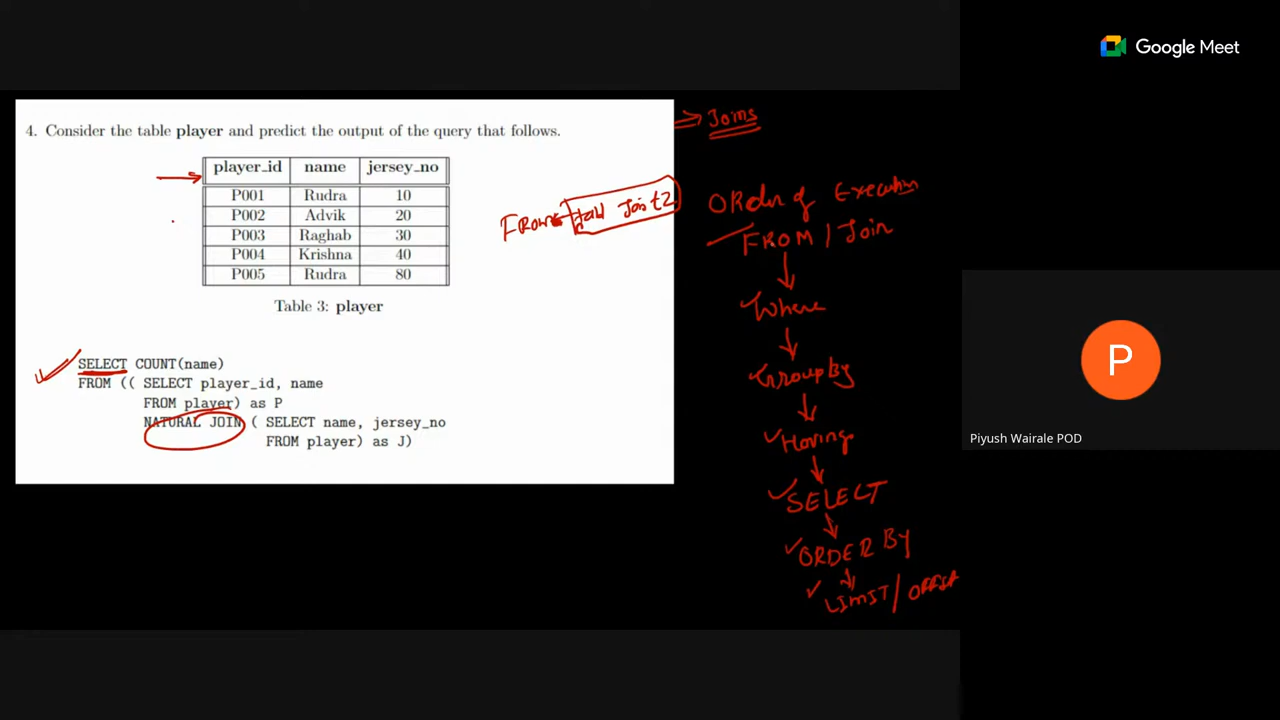 Google Meet
4. Consider the table player and predict the output of the query that follows.
player_id name jersey_no
P001 Rudra 10
P002 Advik 20
P003 Raghab 30
P004 Krishna 40
P005 Rudra 80
Table 3: player
SELECT COUNT(name)
FROM (( SELECT player_id, name
FROM player) as P
NATURAL JOIN ( SELECT name, jersey_no
FROM player) as J)
FROM
⇒ Joins
ORder of Execution
FROM / Join
Where
Group By
Having
SELECT
ORDER By
LIMIT / OFFSET
P
Piyush Wairale POD